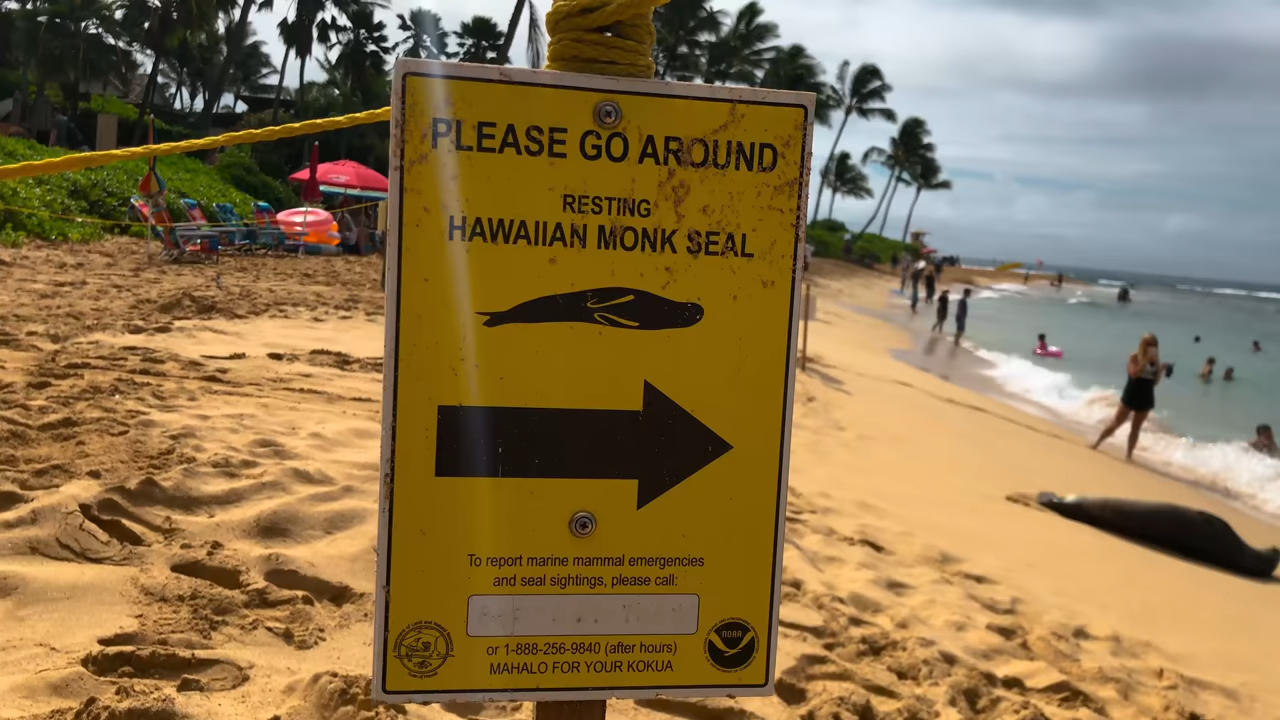 PLEASE GO AROUND
RESTING
HAWAIIAN MONK SEAL
To report marine mammal emergencies
and seal sightings, please call:
or 1-888-256-9840 (after hours)
MAHALO FOR YOUR KOKUA
NOAA